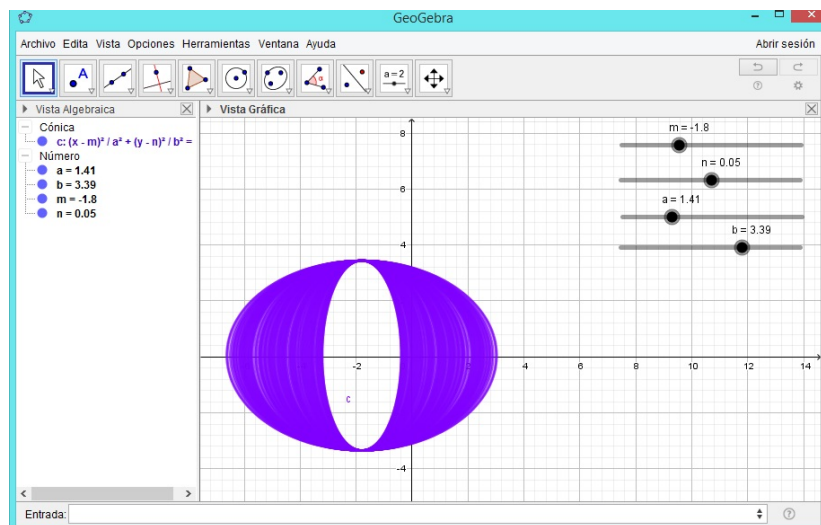 GeoGebra
Archivo Edita Vista Opciones Herramientas Ventana Ayuda
Abrir sesión
a=2
Vista Algebraica
Cónica
c: (x - m)² / a² + (y - n)² / b² =
Número
a = 1.41
b = 3.39
m = -1.8
n = 0.05
Vista Gráfica
m = -1.8
n = 0.05
a = 1.41
b = 3.39
8
6
4
-2
2
4
6
8
10
12
14
c
-4
Entrada: